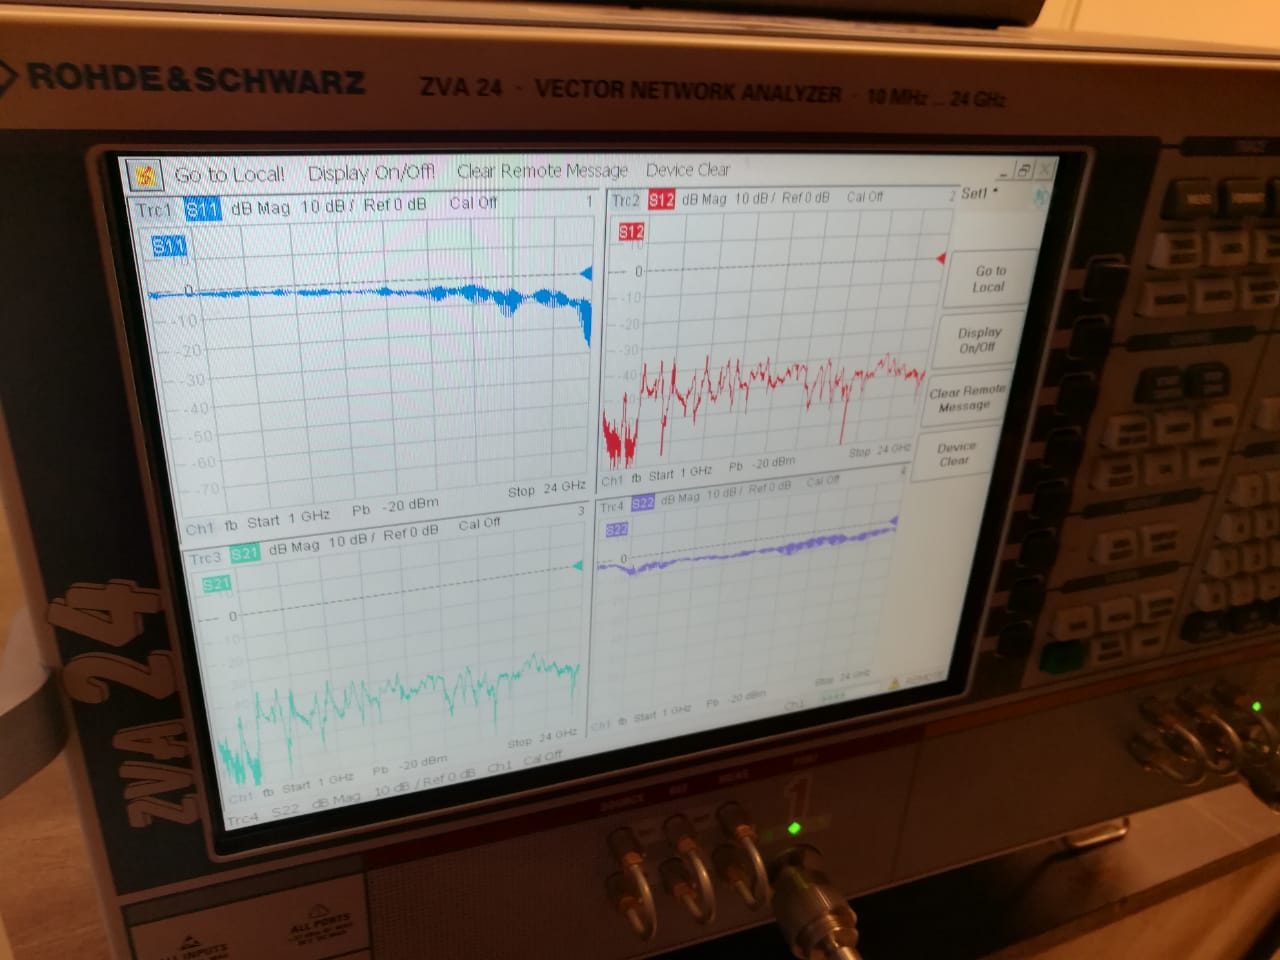 ROHDE&SCHWARZ ZVA 24 - VECTOR NETWORK ANALYZER - 10 MHz ... 24 GHz
Go to Local! Display On/Off! Clear Remote Message Device Clear
Trc1 S11 dB Mag 10 dB / Ref 0 dB Cal Off 1
S11
0
-10
-20
-30
-40
-50
-60
-70
Ch1 fb Start 1 GHz Pb -20 dBm Stop 24 GHz
Trc2 S12 dB Mag 10 dB / Ref 0 dB Cal Off 2
S12
0
-10
-20
-30
Ch1 fb Start 1 GHz Pb -20 dBm Stop 24 GHz
Trc3 S21 dB Mag 10 dB / Ref 0 dB Cal Off 3
S21
0
Ch1 fb Start 1 GHz Pb -20 dBm Stop 24 GHz
Trc4 S22 dB Mag 10 dB / Ref 0 dB Cal Off 4
S22
0
Ch1 fb Start 1 GHz Pb -20 dBm Stop 24 GHz
Trc4 S22 dB Mag 10 dB / Ref 0 dB Ch1 Cal Off
Ch1
Set1 *
Go to
Local
Display
On/Off
Clear Remote
Message
Device
Clear
ZVA 24
1
ALL PORTS